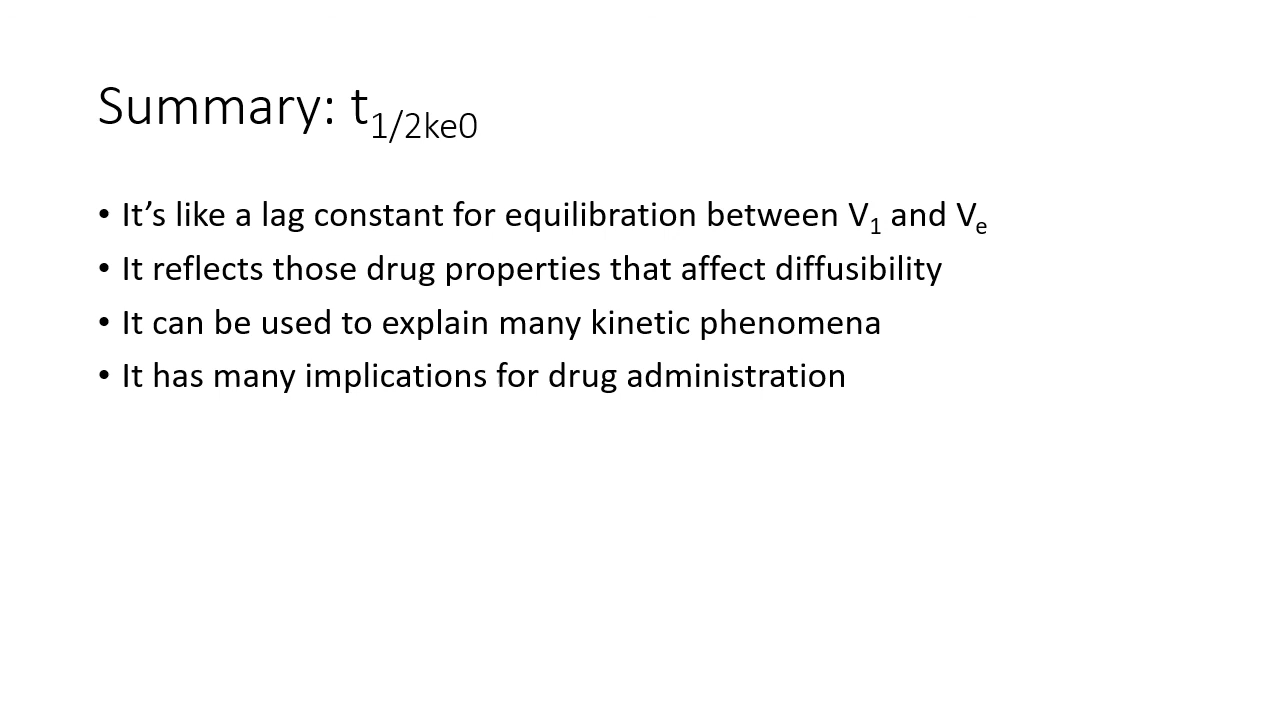 Summary: t1/2ke0
• It’s like a lag constant for equilibration between V1 and Ve
• It reflects those drug properties that affect diffusibility
• It can be used to explain many kinetic phenomena
• It has many implications for drug administration